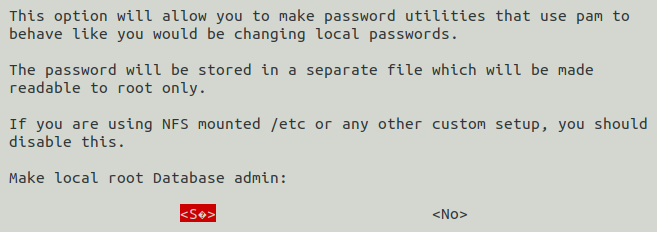 This option will allow you to make password utilities that use pam to
behave like you would be changing local passwords.
The password will be stored in a separate file which will be made
readable to root only.
If you are using NFS mounted /etc or any other custom setup, you should
disable this.
Make local root Database admin:
<S�> <No>